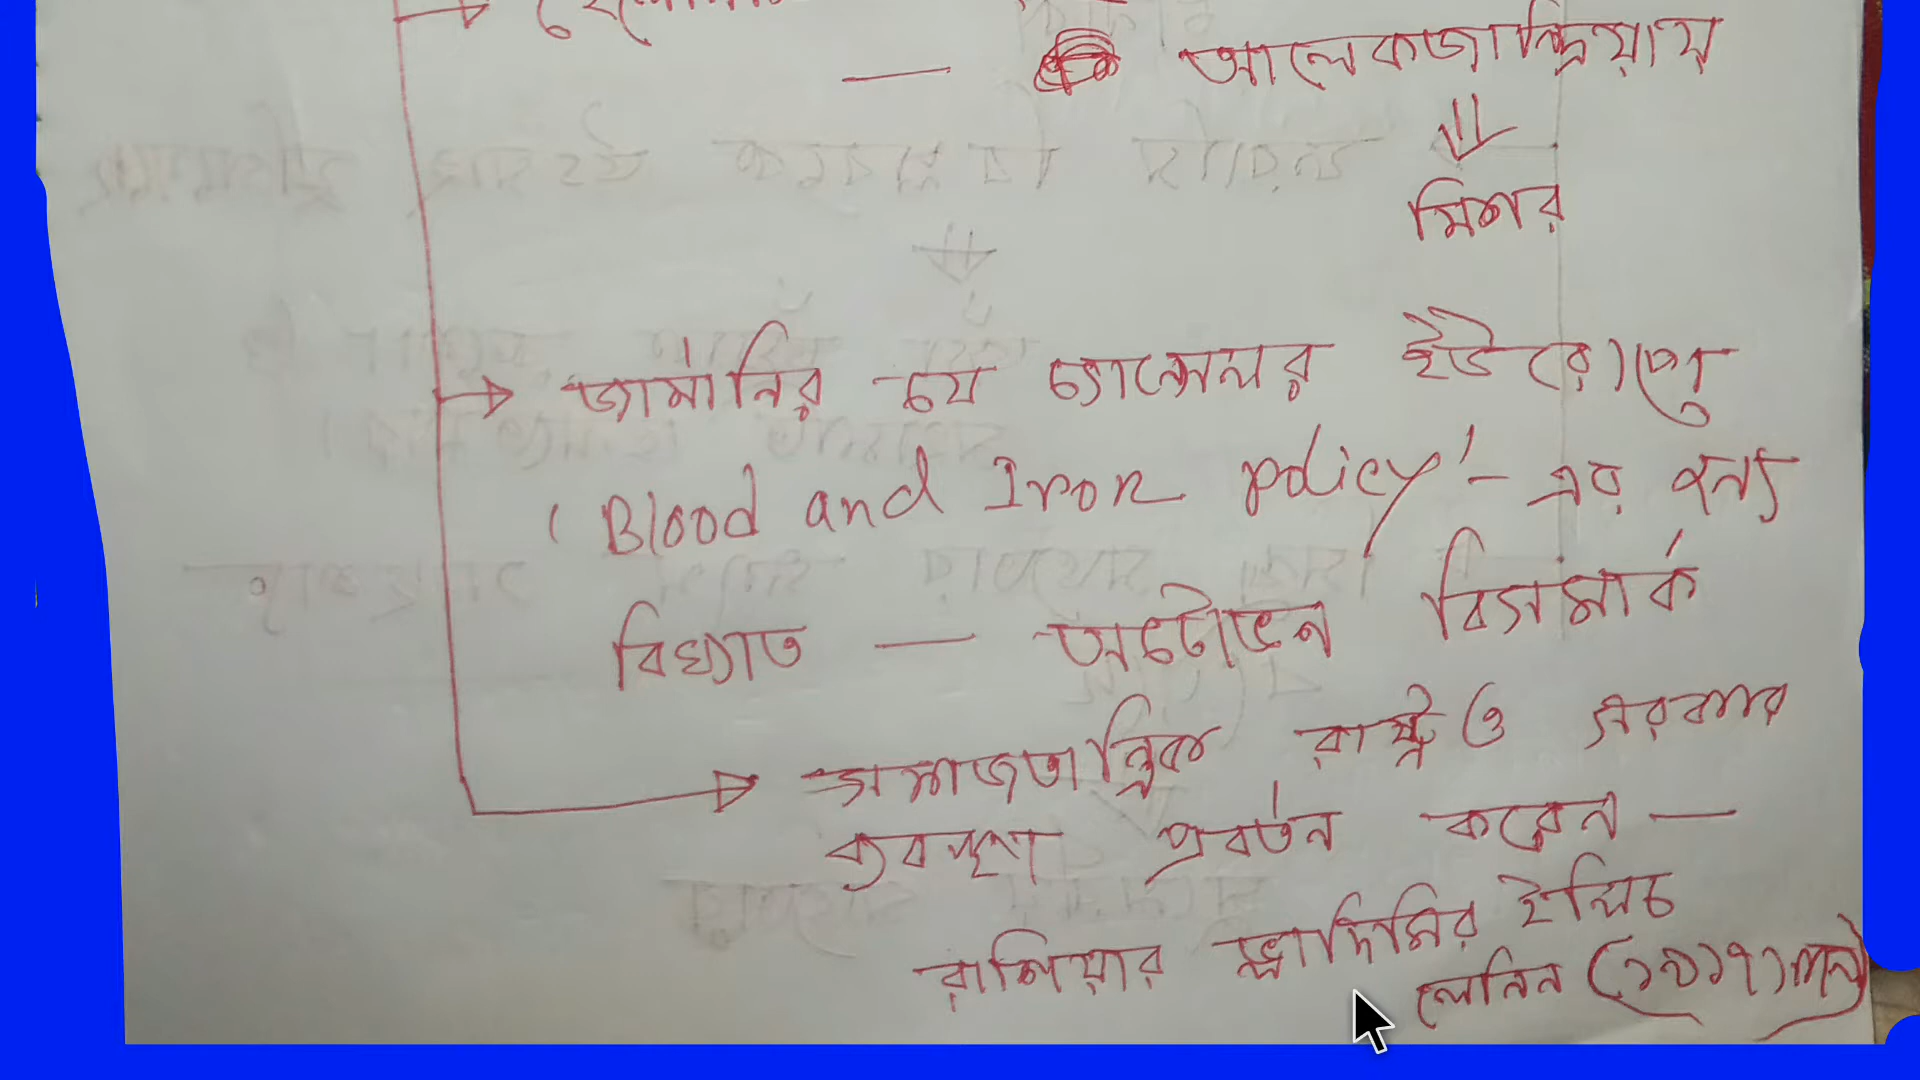 — আলেকজান্দ্রিয়ায়
মিশর
জার্মানির যে চ্যান্সেলর ইউরোপে
'Blood and Iron policy'- এর জন্য
বিখ্যাত — অটোভন বিসমার্ক
সমাজতান্ত্রিক রাষ্ট্র ও সরকার
ব্যবস্থা প্রবর্তন করেন —
রাশিয়ার ভ্লাদিমির ইলিচ
লেনিন (১৯১৭)